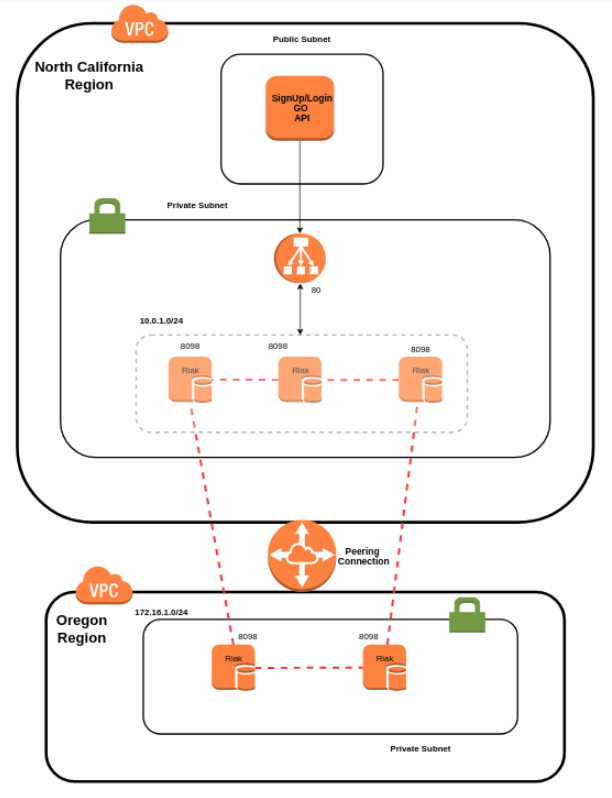 VPC
Public Subnet
North California
Region
SignUp/Login
GO
API
Private Subnet
80
10.0.1.0/24
8098
8098
8098
Riak
Riak
Riak
Peering
Connection
VPC
172.16.1.0/24
Oregon
Region
8098
8098
Riak
Riak
Private Subnet